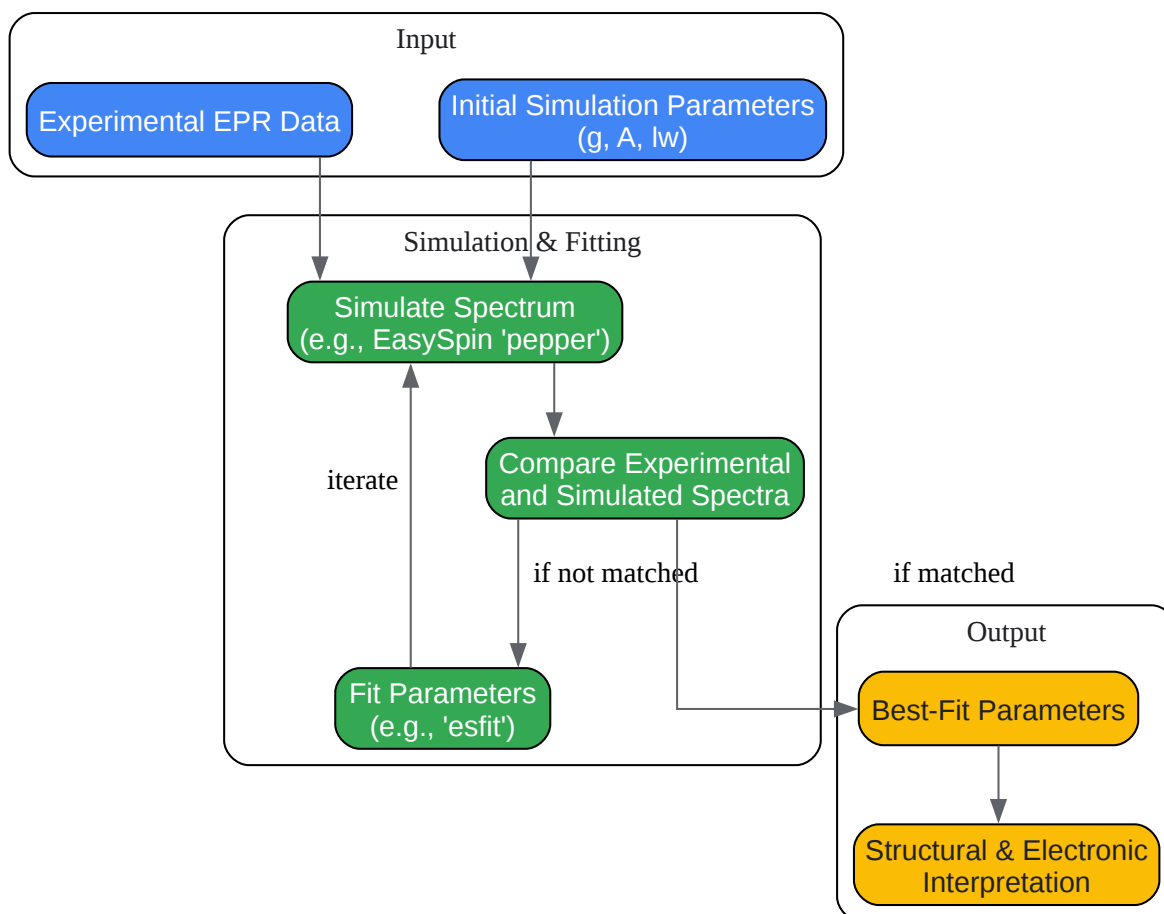 Input
Experimental EPR Data
Initial Simulation Parameters
(g, A, lw)
Simulation & Fitting
Simulate Spectrum
(e.g., EasySpin 'pepper')
iterate
Compare Experimental
and Simulated Spectra
if not matched
if matched
Output
Fit Parameters
(e.g., 'esfit')
Best-Fit Parameters
Structural & Electronic
Interpretation